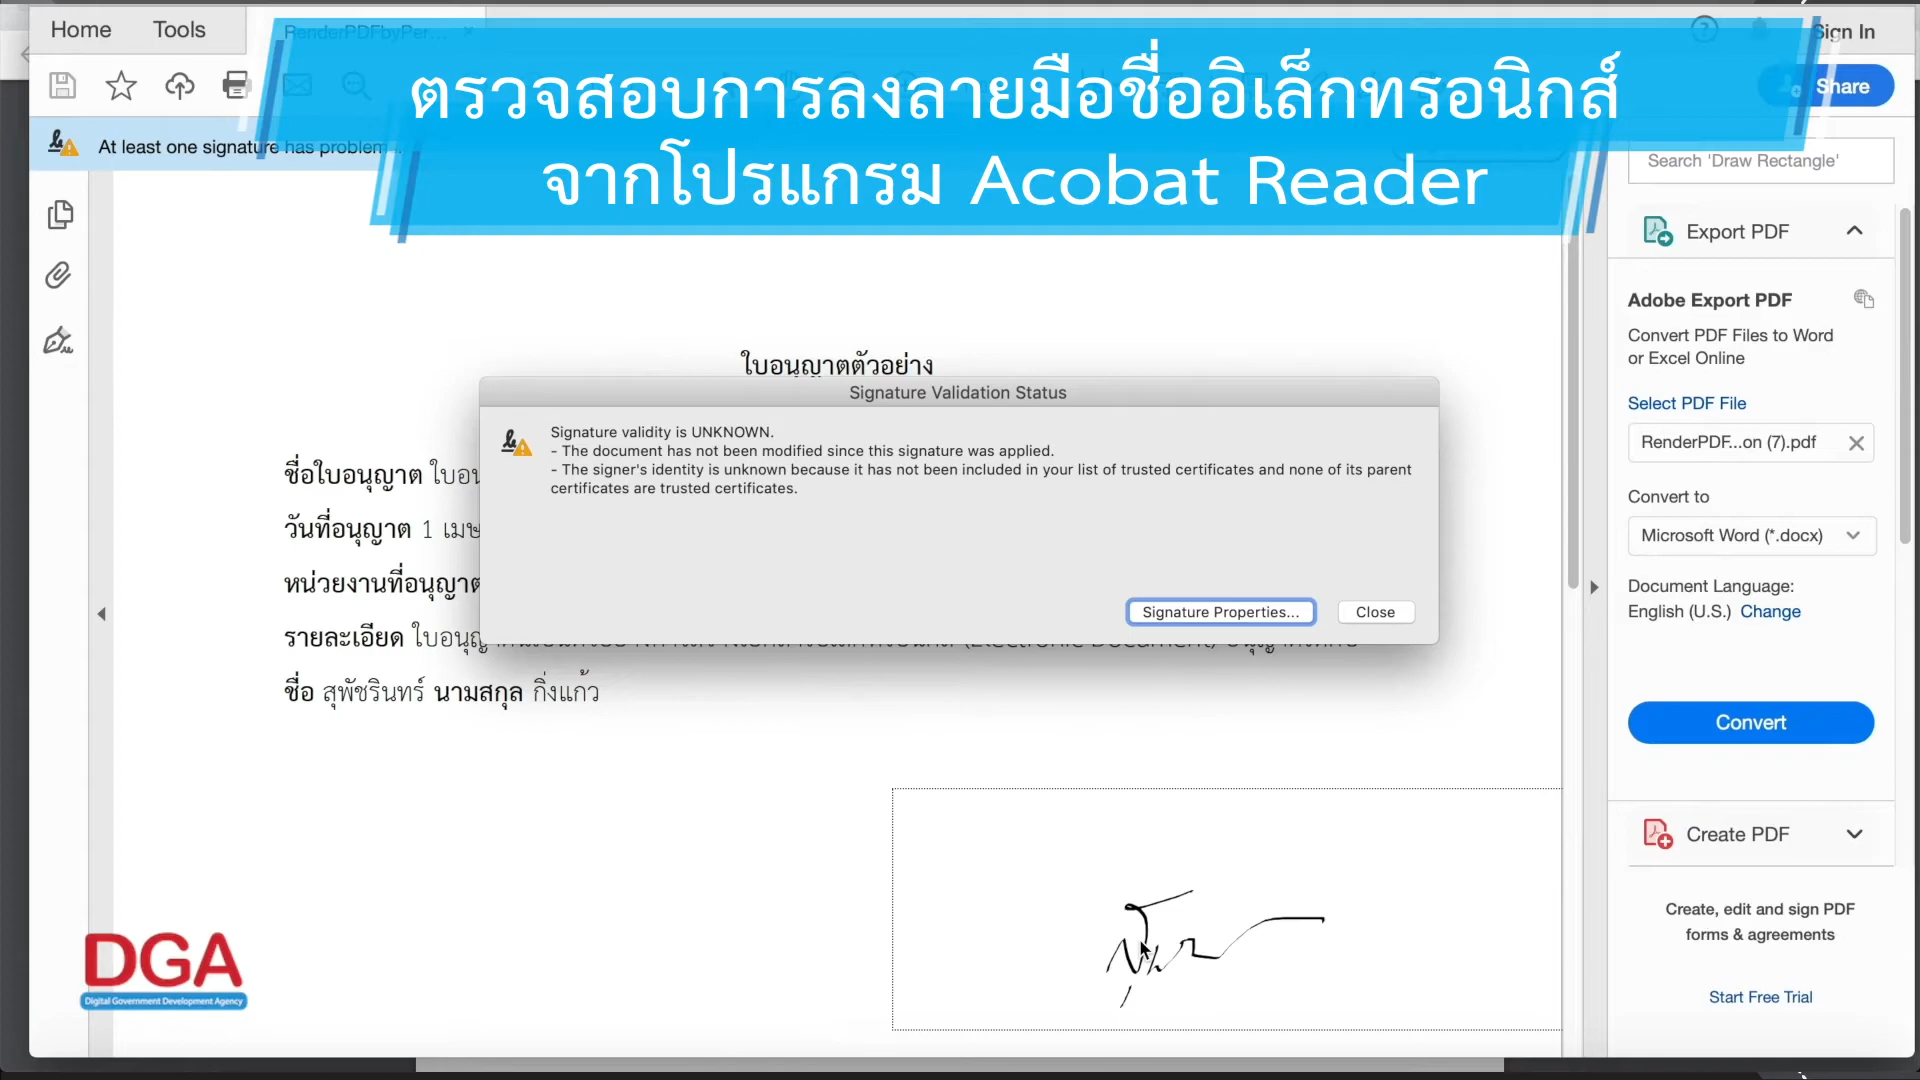 Home
Tools
RenderPDFbyPer...
Sign In
ตรวจสอบการลงลายมือชื่ออิเล็กทรอนิกส์
จากโปรแกรม Acobat Reader
Share
At least one signature has problem
Search 'Draw Rectangle'
Export PDF
Adobe Export PDF
Convert PDF Files to Word
or Excel Online
Select PDF File
RenderPDF...on (7).pdf
Convert to
Microsoft Word (*.docx)
Document Language:
English (U.S.) Change
Convert
Create PDF
Create, edit and sign PDF
forms & agreements
Start Free Trial
ใบอนุญาตตัวอย่าง
Signature Validation Status
Signature validity is UNKNOWN.
- The document has not been modified since this signature was applied.
- The signer's identity is unknown because it has not been included in your list of trusted certificates and none of its parent
certificates are trusted certificates.
Signature Properties...
Close
ชื่อใบอนุญาต
วันที่อนุญาต 1
หน่วยงานที่อนุญาต
รายละเอียด
ชื่อ สุพัชรินทร์ นามสกุล กิ่งแก้ว
DGA
Digital Government Development Agency